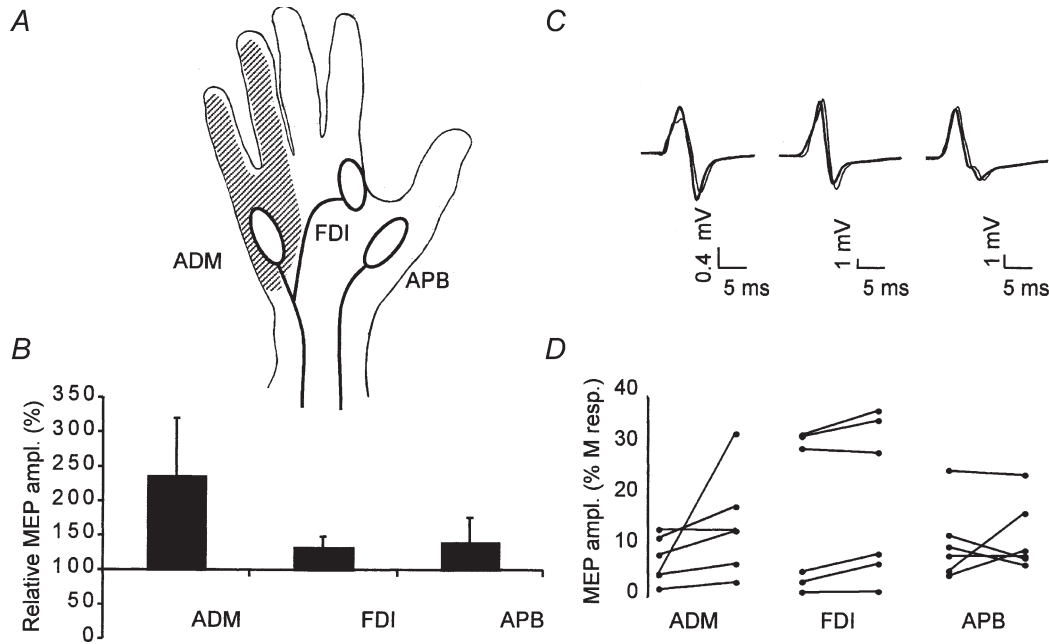 A
ADM
FDI
APB
B
Relative MEP ampl. (%)
350
300
250
200
150
100
50
0
ADM
FDI
APB
C
0.4 mV
5 ms
1 mV
5 ms
1 mV
5 ms
D
MEP ampl. (% M resp.)
40
30
20
10
0
ADM
FDI
APB